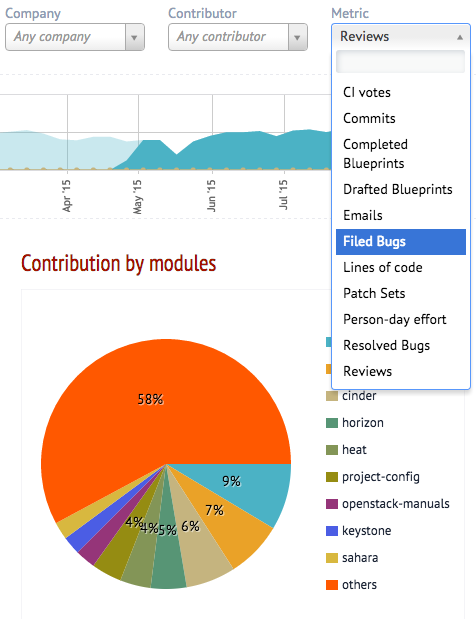 Company
Contributor
Metric
Any company
Any contributor
Reviews
CI votes
Commits
Completed
Blueprints
Drafted Blueprints
Emails
Filed Bugs
Lines of code
Patch Sets
Person-day effort
Resolved Bugs
Reviews
Apr '15
May '15
Jun '15
Jul '15
Contribution by modules
58%
9%
7%
6%
5%
4%
4%
cinder
horizon
heat
project-config
openstack-manuals
keystone
sahara
others